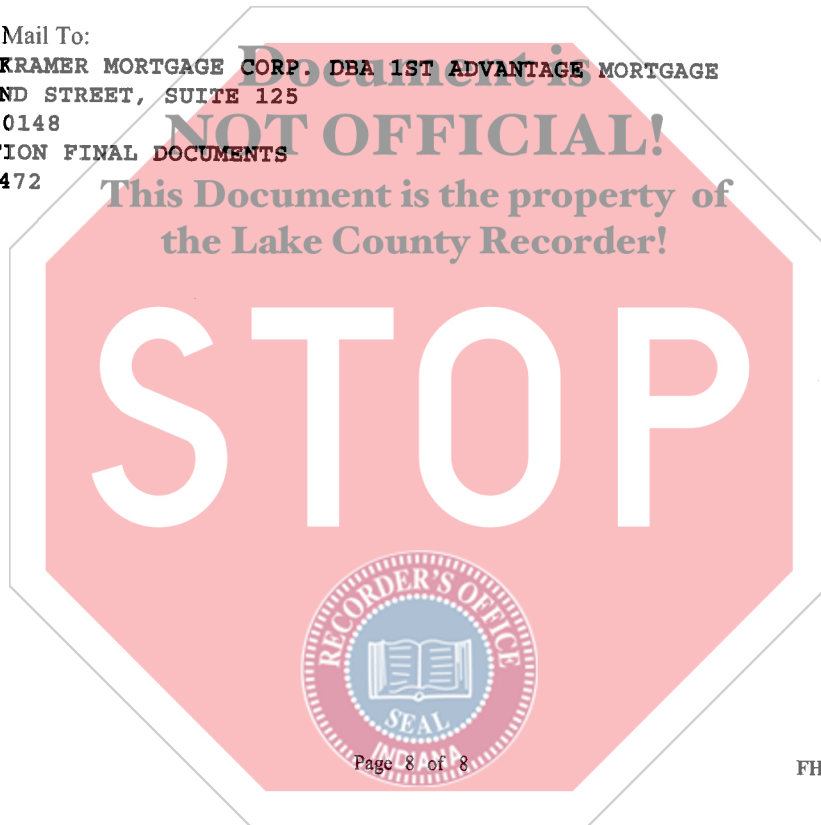 Mail To:
Document is
KRAMER MORTGAGE CORP. DBA 1ST ADVANTAGE MORTGAGE
ND STREET, SUITE 125
0148
NOT OFFICIAL!
TION FINAL DOCUMENTS
472
This Document is the property of
the Lake County Recorder!
STOP
RECORDER'S OFFICE
SEAL
INDIANA
Page 8 of 8
FH